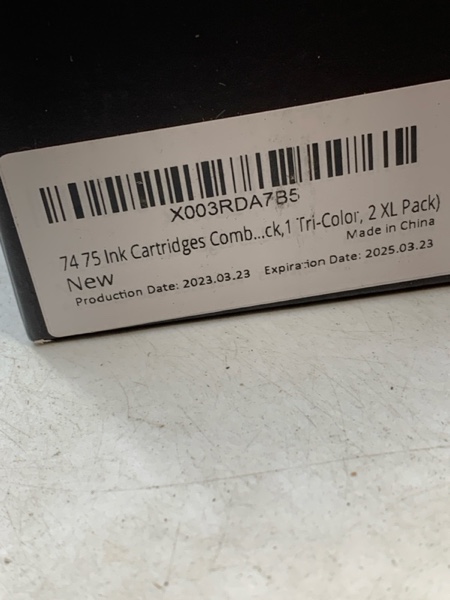 X003RDA7B5
74 75 Ink Cartridges Comb...ck,1 Tri-Color, 2 XL Pack)
New
Made in China
Production Date: 2023.03.23 Expiration Date: 2025.03.23